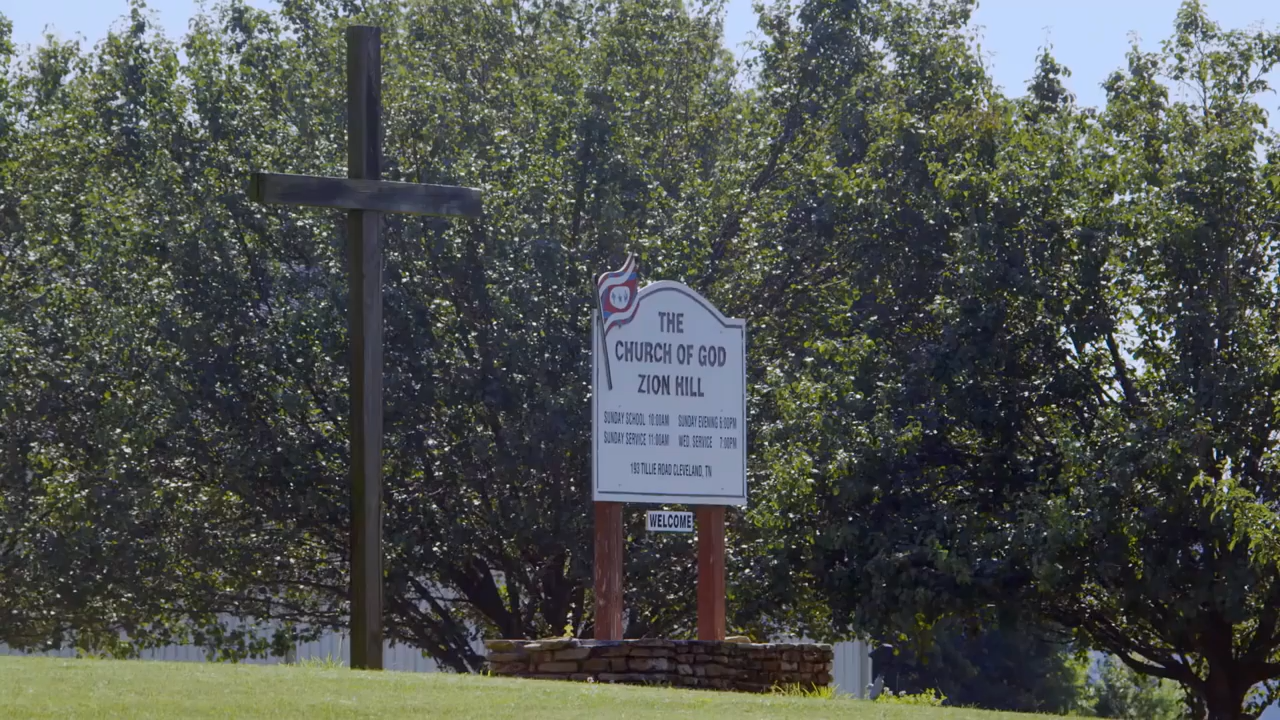 THE
CHURCH OF GOD
ZION HILL
SUNDAY SCHOOL 10:00AM SUNDAY EVENING 6:00PM
SUNDAY SERVICE 11:00AM WED. SERVICE 7:00PM
193 TILLIE ROAD CLEVELAND, TN
WELCOME